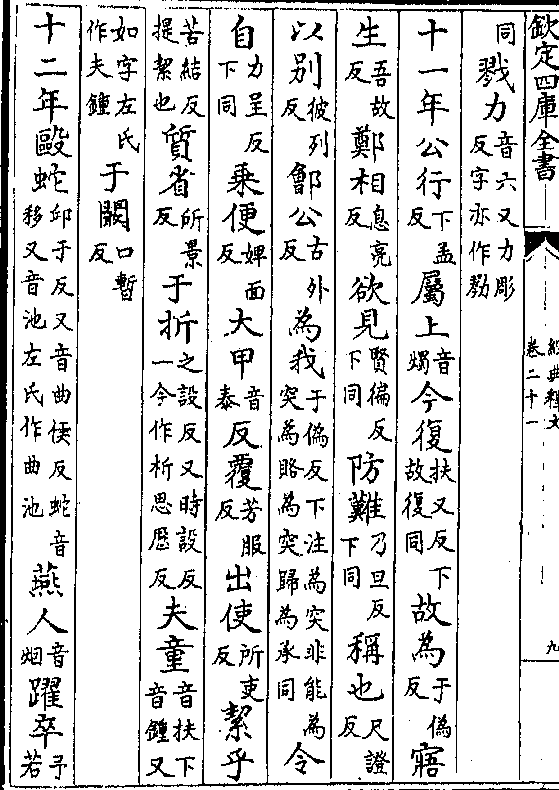 欽定四庫全書 經典釋文 卷二十一 九
同戮力音六又力彫反字亦作勠
十一年公行下孟反屬上音燭今復扶又反下故復同故為于偽反寤
生吾故反鄭相息亮反欲見賢徧反下同防難乃旦反下同稱也尺證反
以別彼列反鄶公古外反為我于偽反下注為突非能為突為賂為突歸為承同令
自力呈反下同乘便婢面反大甲音泰反覆芳服反出使所吏反絜乎
苦結反提絜也質省所景反于折之設反又時設反一今作析思歷反夫童音扶下音鍾又
如字左氏作夫鍾于闞口暫反
十二年毆蛇邱于反又音曲侯反蛇音移又音池左氏作曲池燕人音烟躍卒予若